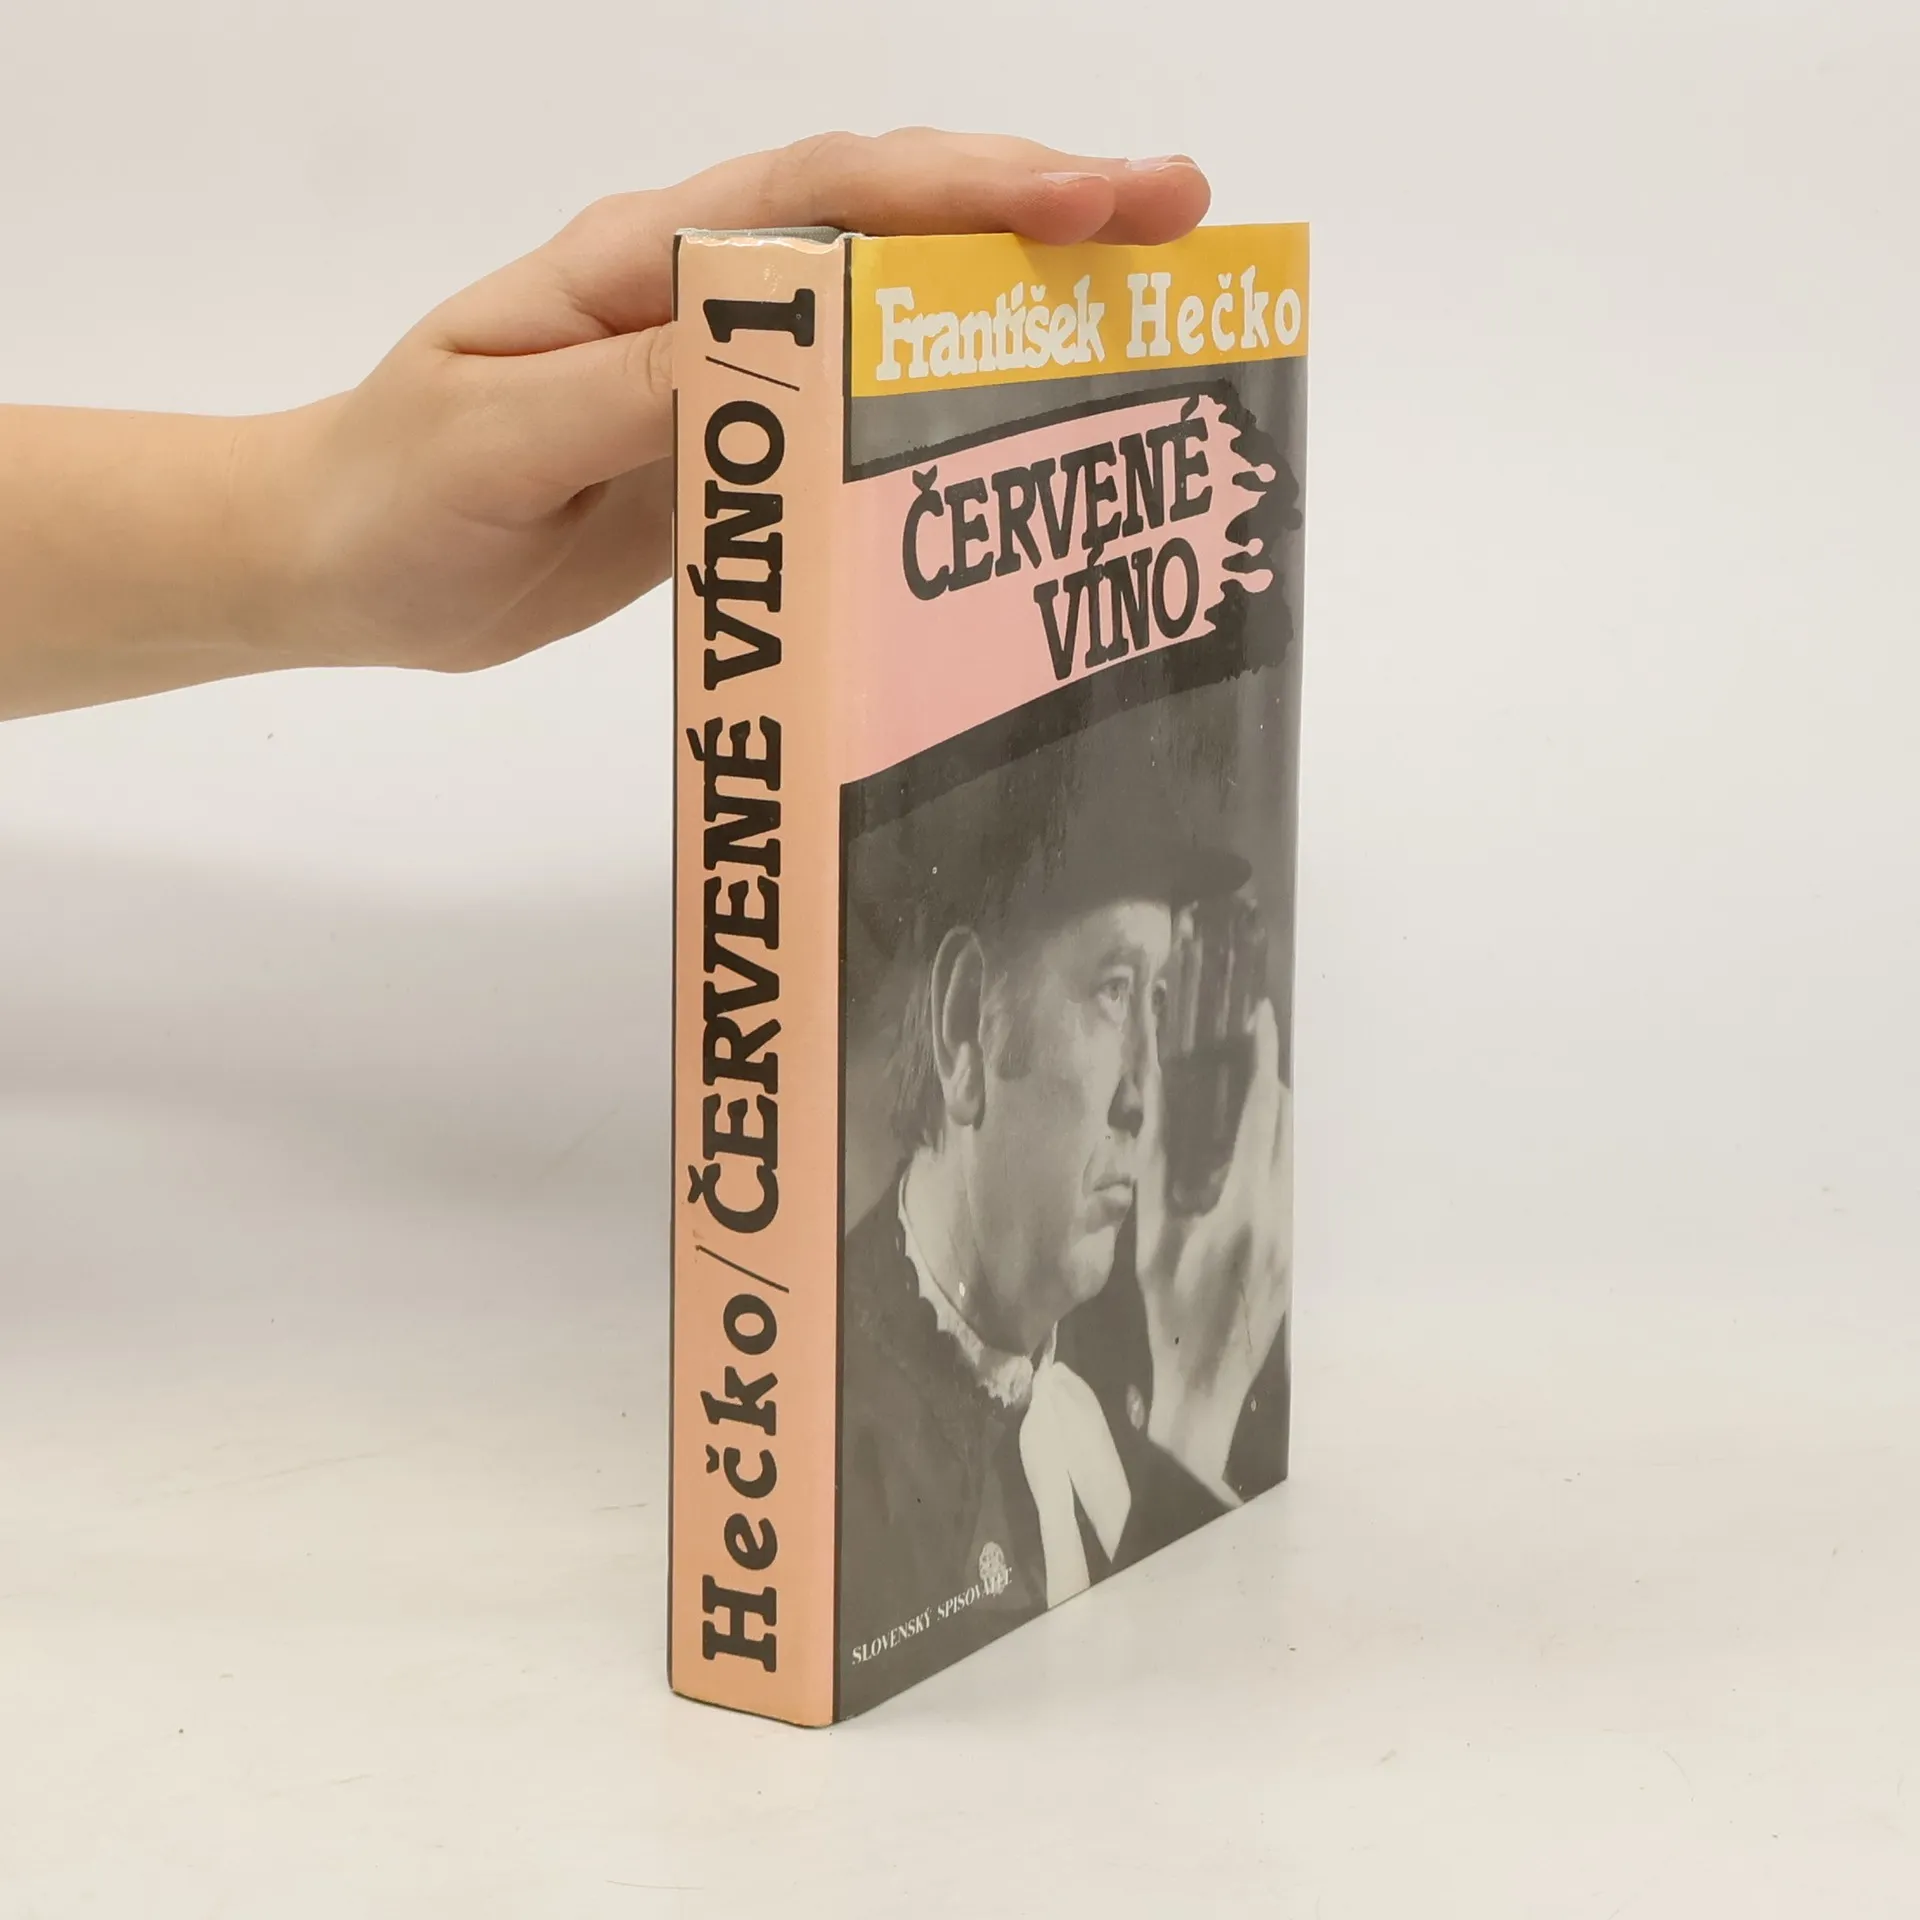 Hečko/ČERVENÉ VÍNO/1
František Hečko
ČERVENÉ
VÍNO
SLOVENSKÝ SPISOVATEĽ